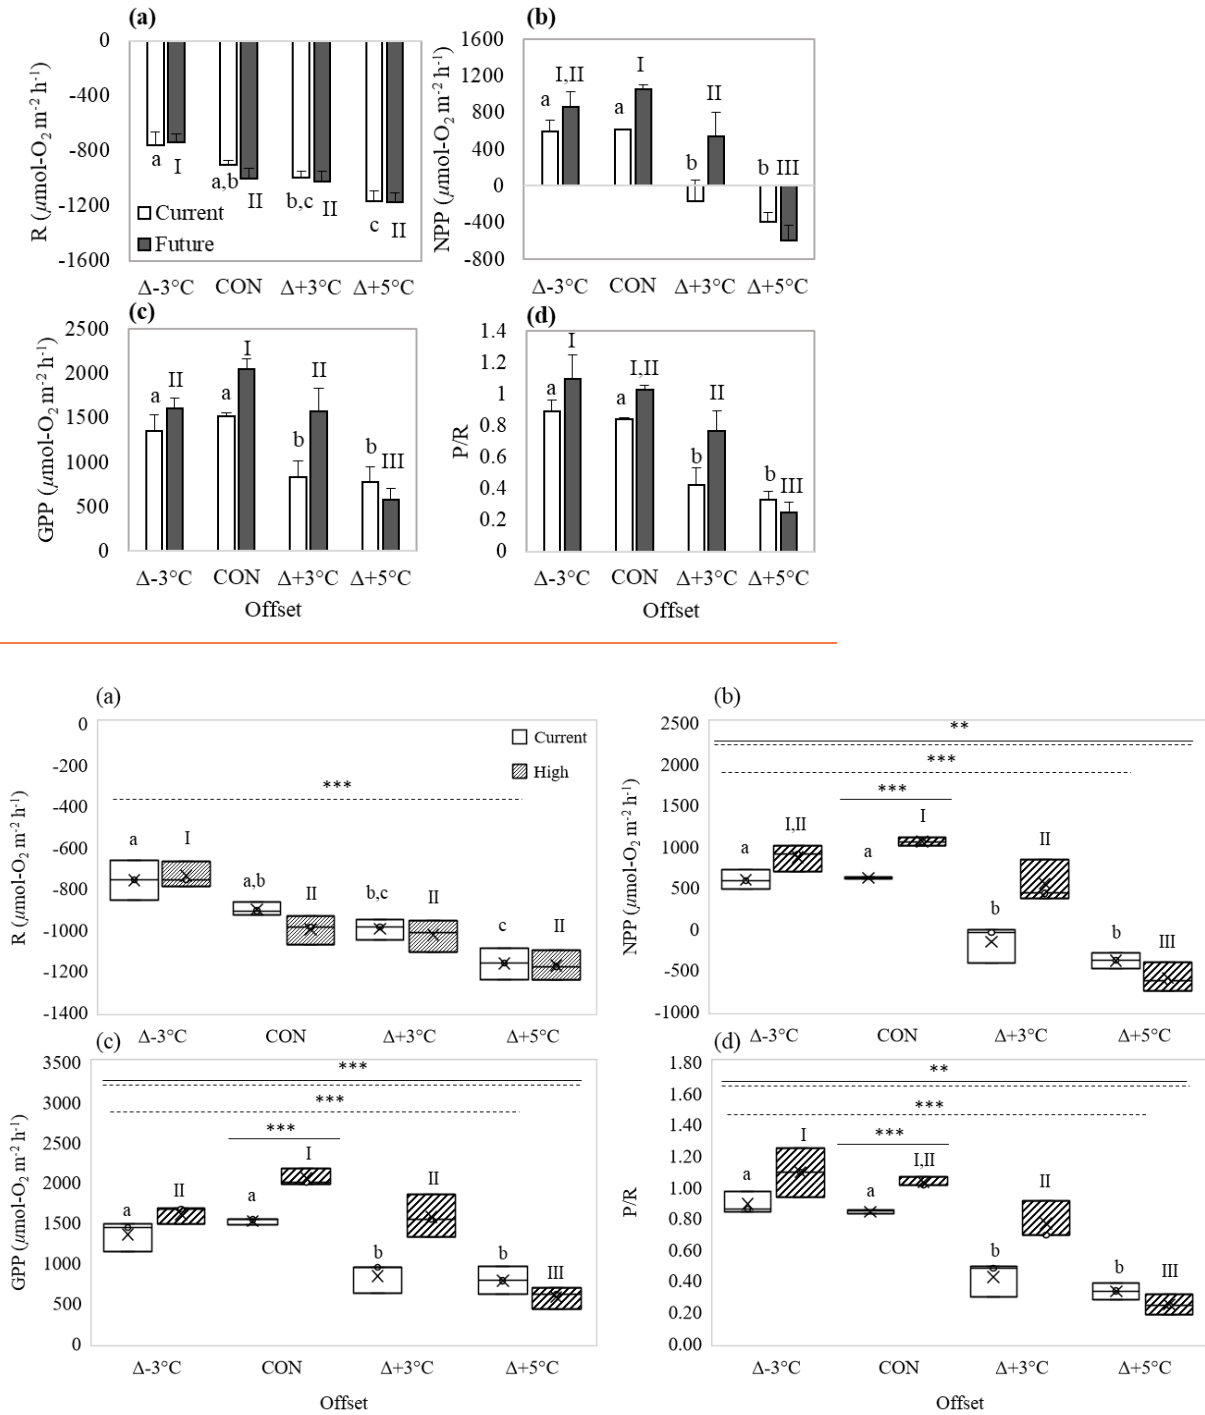 (a)
R (µmol-O2 m-2 h-1)
0
-400
-800
-1200
-1600
a
I
a,b
II
b,c
II
c
II
Current
Future
Δ-3°C
CON
Δ+3°C
Δ+5°C
(b)
NPP (µmol-O2 m-2 h-1)
1600
1200
800
400
0
-400
-800
a
I,II
a
I
b
II
b
III
Δ-3°C
CON
Δ+3°C
Δ+5°C
(c)
GPP (µmol-O2 m-2 h-1)
2500
2000
1500
1000
500
0
a
II
a
I
b
II
b
III
Δ-3°C
CON
Δ+3°C
Δ+5°C
Offset
(d)
P/R
1.4
1.2
1
0.8
0.6
0.4
0.2
0
a
I
a
I,II
b
II
b
III
Δ-3°C
CON
Δ+3°C
Δ+5°C
Offset
(a)
R (µmol-O2 m-2 h-1)
0
-200
-400
-600
-800
-1000
-1200
-1400
Current
High
***
a
I
a,b
II
b,c
II
c
II
Δ-3°C
CON
Δ+3°C
Δ+5°C
(b)
NPP (µmol-O2 m-2 h-1)
2500
2000
1500
1000
500
0
-500
-1000
**
***
***
a
I,II
a
I
b
II
b
III
Δ-3°C
CON
Δ+3°C
Δ+5°C
(c)
GPP (µmol-O2 m-2 h-1)
3500
3000
2500
2000
1500
1000
500
0
***
***
***
a
II
a
I
b
II
b
III
Δ-3°C
CON
Δ+3°C
Δ+5°C
Offset
(d)
P/R
1.80
1.60
1.40
1.20
1.00
0.80
0.60
0.40
0.20
0.00
**
***
***
a
I
a
I,II
b
II
b
III
Δ-3°C
CON
Δ+3°C
Δ+5°C
Offset